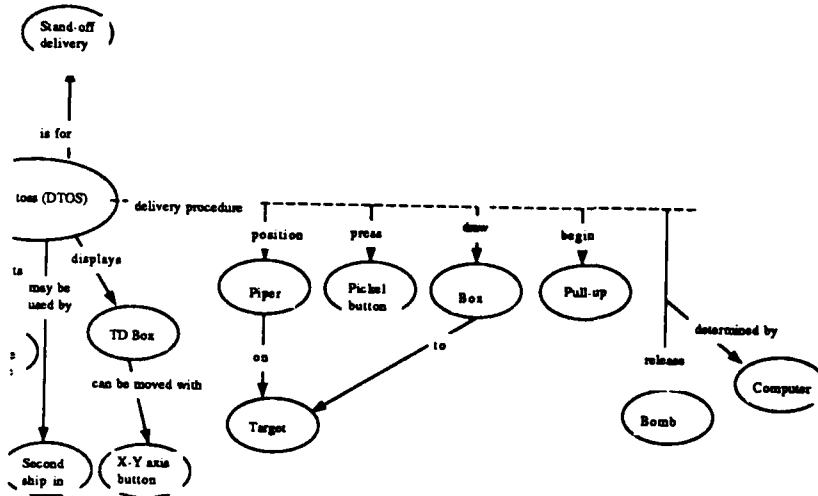 Stand-off
delivery
is for
toss (DTOS)
delivery procedure
position
press
draw
begin
ts
may be
used by
displays
Piper
Pickel
button
Box
Pull-up
TD Box
on
to
determined by
release
can be moved with
Computer
Target
Bomb
Second
ship in
X-Y axis
button